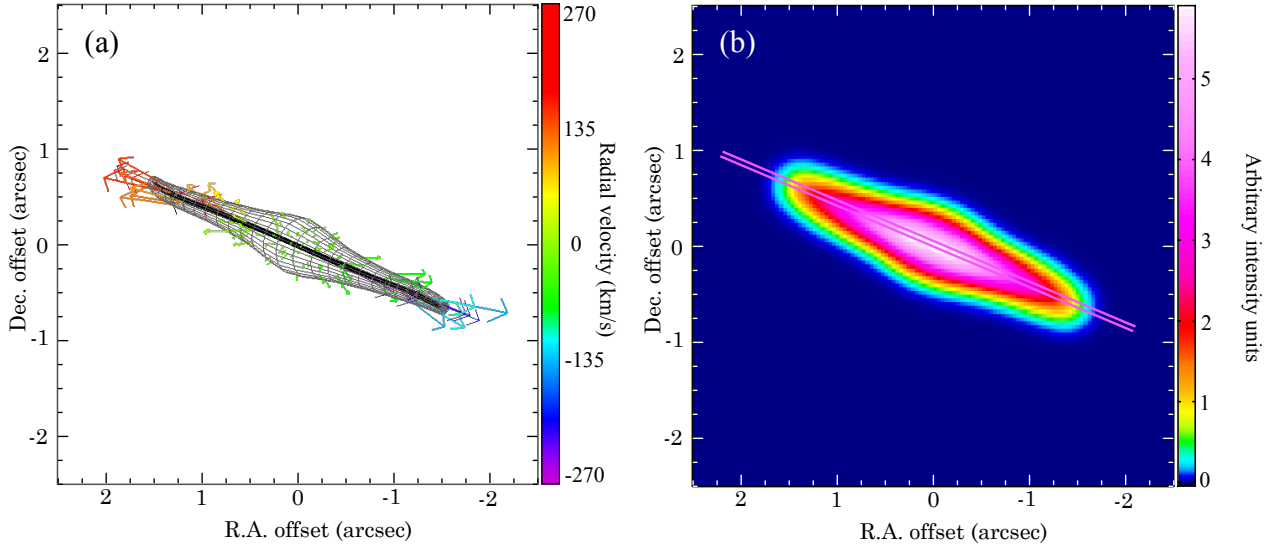 (a)
2
1
0
-1
-2
Dec. offset (arcsec)
2 1 0 -1 -2
R.A. offset (arcsec)
270
135
0
-135
-270
Radial velocity (km/s)
(b)
2
1
0
-1
-2
Dec. offset (arcsec)
2 1 0 -1 -2
R.A. offset (arcsec)
5
4
3
2
1
0
Arbitrary intensity units